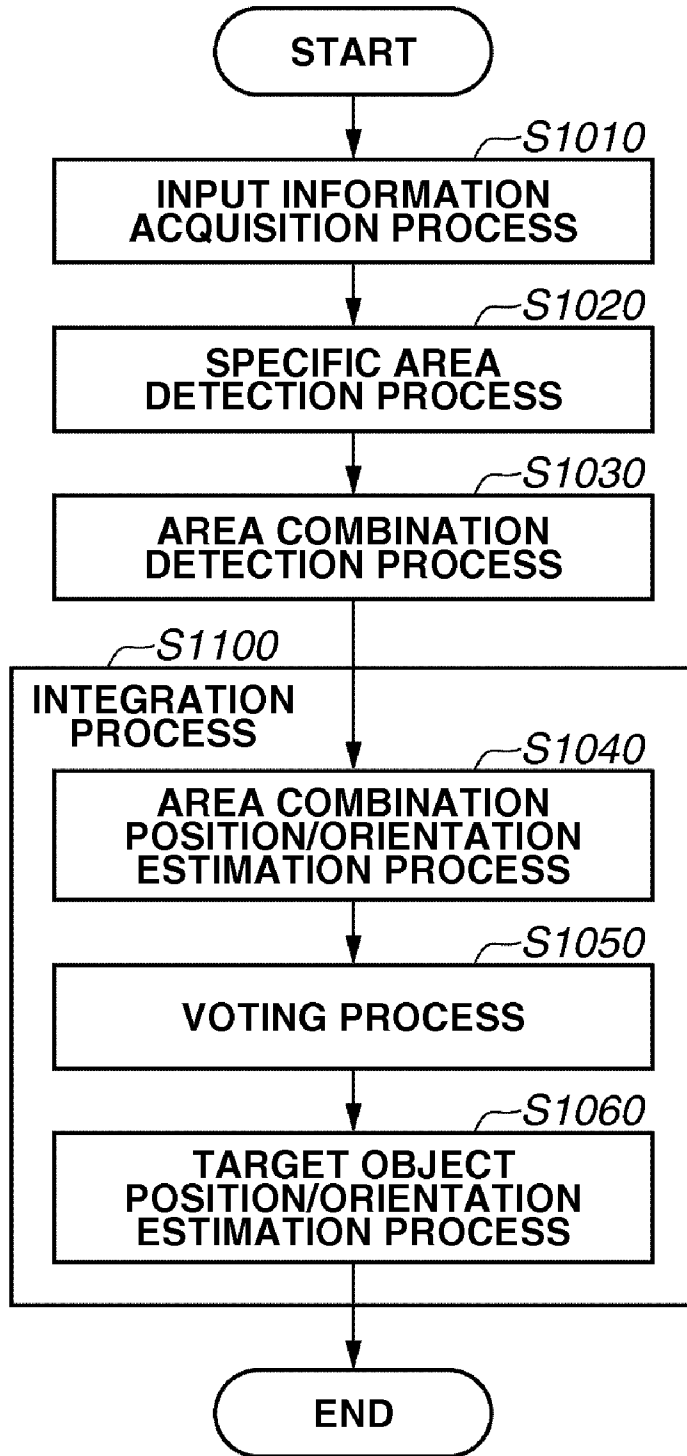 START
S1010
INPUT INFORMATION
ACQUISITION PROCESS
S1020
SPECIFIC AREA
DETECTION PROCESS
S1030
AREA COMBINATION
DETECTION PROCESS
S1100
INTEGRATION
PROCESS
S1040
AREA COMBINATION
POSITION/ORIENTATION
ESTIMATION PROCESS
S1050
VOTING PROCESS
S1060
TARGET OBJECT
POSITION/ORIENTATION
ESTIMATION PROCESS
END